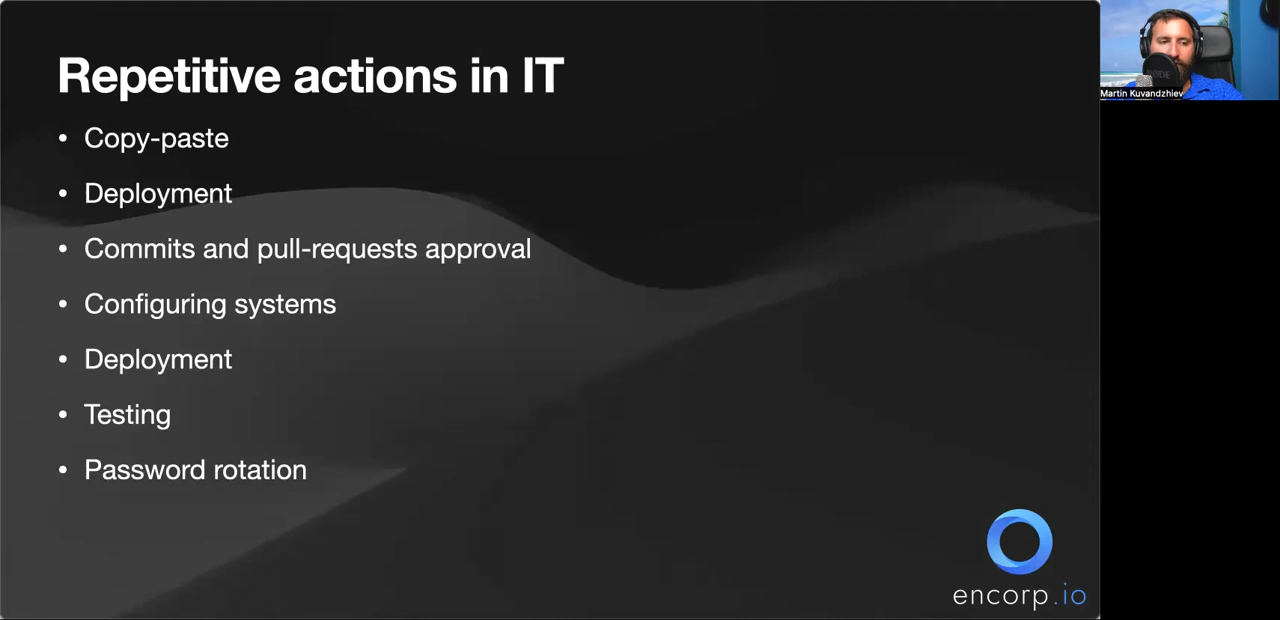 Repetitive actions in IT
• Copy-paste
• Deployment
• Commits and pull-requests approval
• Configuring systems
• Deployment
• Testing
• Password rotation
encorp.io
RODE
Martin Kuvandzhiev